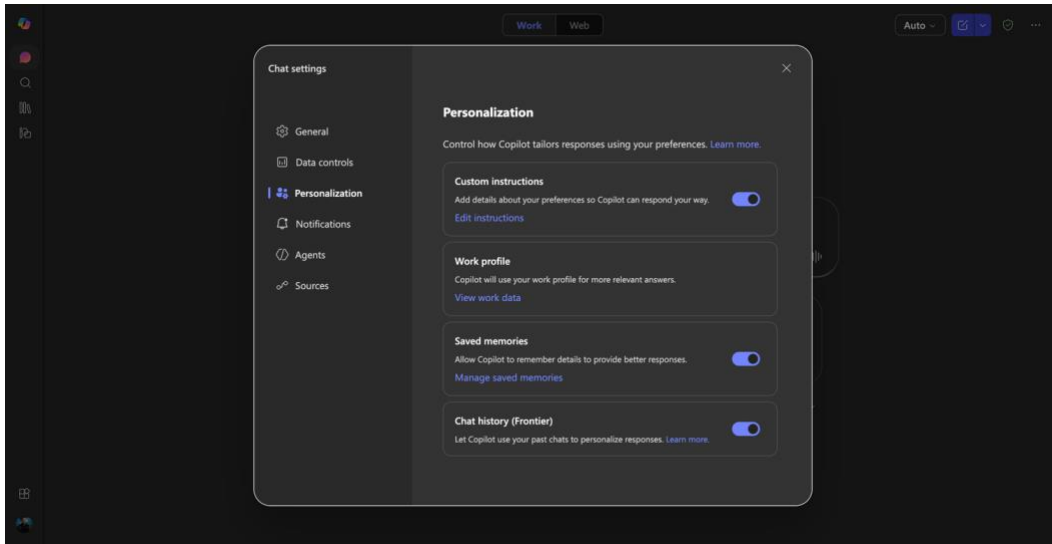 Work Web
Auto
Chat settings
General
Data controls
Personalization
Notifications
Agents
Sources
Personalization
Control how Copilot tailors responses using your preferences. Learn more.
Custom instructions
Add details about your preferences so Copilot can respond your way.
Edit instructions
Work profile
Copilot will use your work profile for more relevant answers.
View work data
Saved memories
Allow Copilot to remember details to provide better responses.
Manage saved memories
Chat history (Frontier)
Let Copilot use your past chats to personalize responses. Learn more.